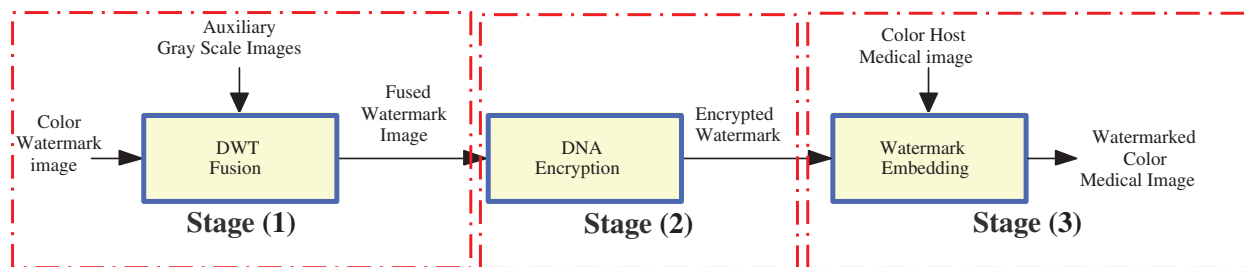 Auxiliary
Gray Scale Images
Color
Watermark
image
DWT
Fusion
Fused
Watermark
Image
Stage (1)
DNA
Encryption
Encrypted
Watermark
Stage (2)
Color Host
Medical image
Watermark
Embedding
Watermarked
Color
Medical Image
Stage (3)